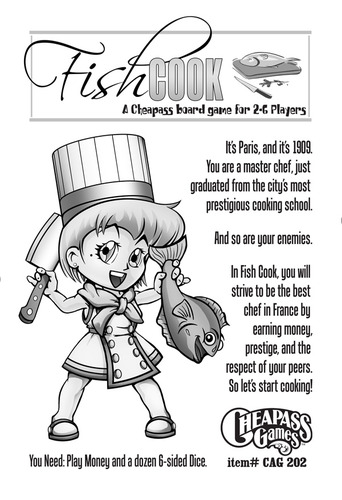 Fish COOK
A Cheapass board game for 2-6 Players
It's Paris, and it's 1909.
You are a master chef, just
graduated from the city's most
prestigious cooking school.
And so are your enemies.
In Fish Cook, you will
strive to be the best
chef in France by
earning money,
prestige, and the
respect of your peers.
So let's start cooking!
CHEAPASS
Games
You Need: Play Money and a dozen 6-sided Dice.
item# CAG 202